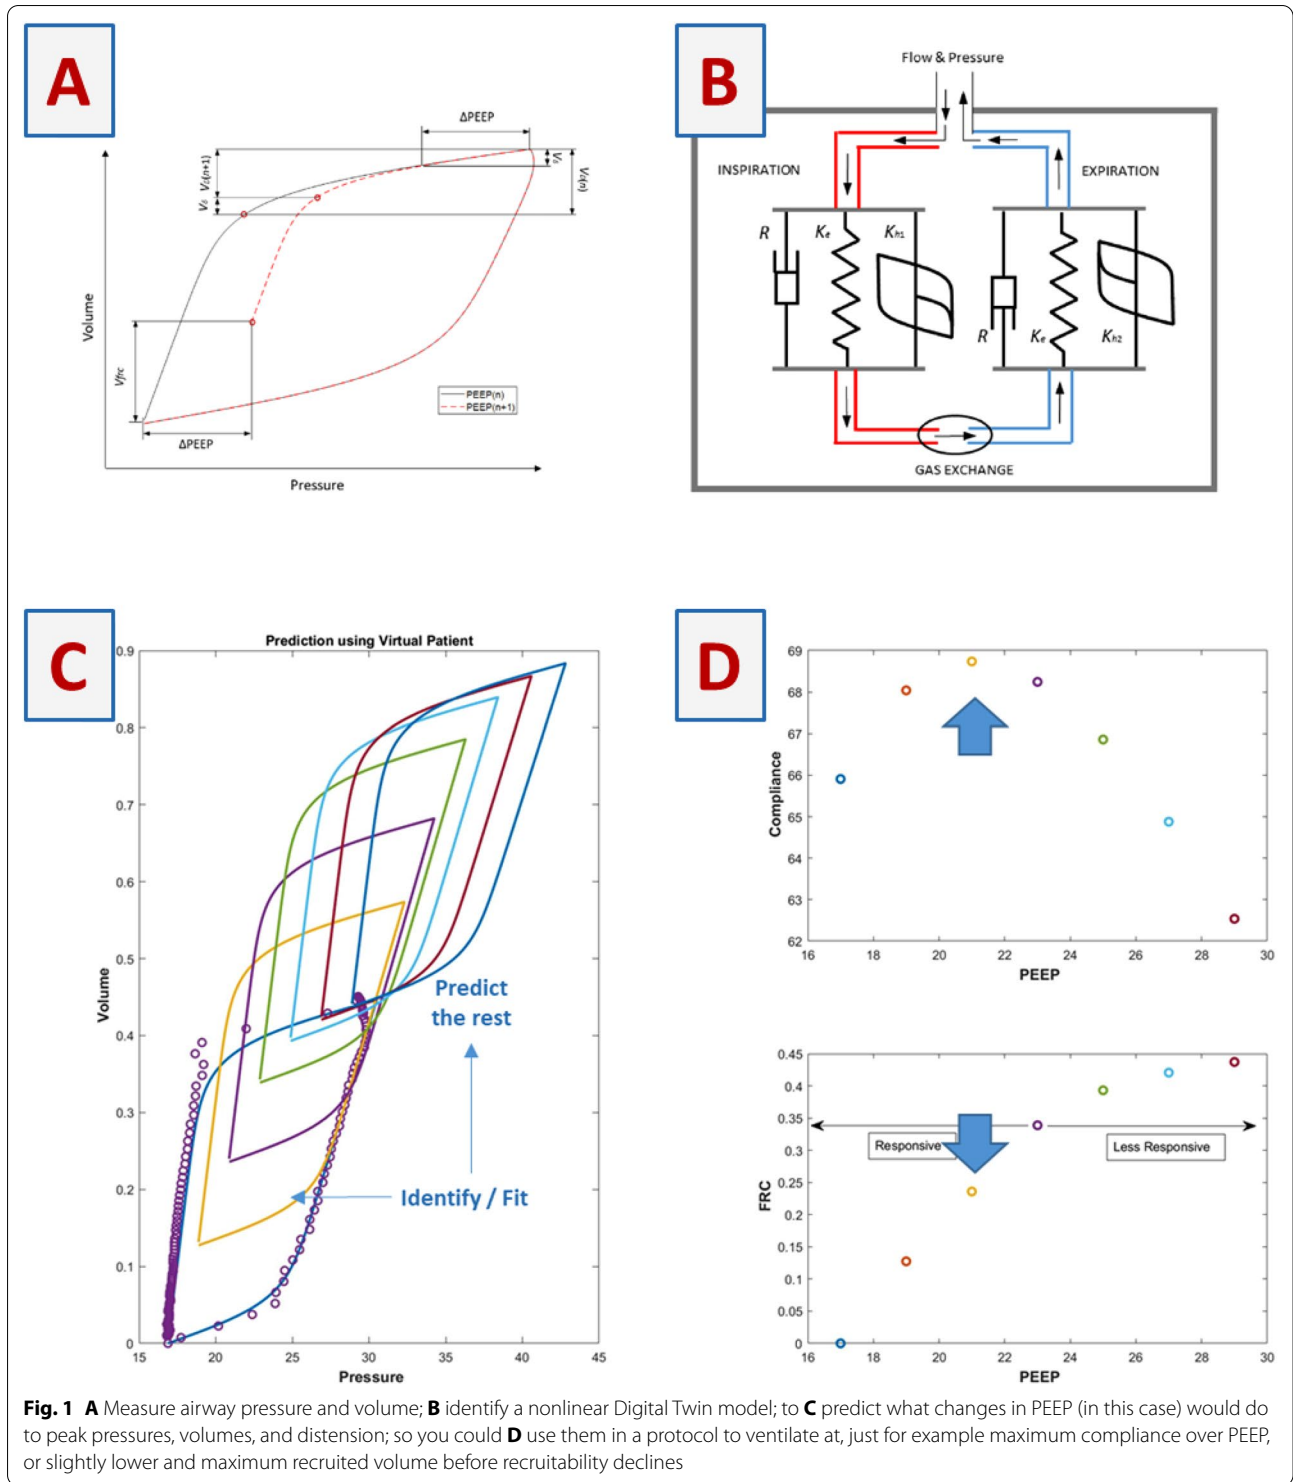 A
ΔPEEP
V₂(n+1)
Vδ
Vs
V₂(n)
Volume
Vfrc
PEEP(n)
PEEP(n+1)
ΔPEEP
Pressure
B
Flow & Pressure
INSPIRATION
EXPIRATION
R
Ke
Kh1
R
Ke
Kh2
GAS EXCHANGE
C
Prediction using Virtual Patient
0.9
0.8
0.7
0.6
0.5
0.4
0.3
0.2
0.1
0
Volume
Predict
the rest
Identify / Fit
15 20 25 30 35 40 45
Pressure
D
69
68
67
66
65
64
63
62
Compliance
16 18 20 22 24 26 28 30
PEEP
0.45
0.4
0.35
0.3
0.25
0.2
0.15
0.1
0.05
0
FRC
Responsive
Less Responsive
16 18 20 22 24 26 28 30
PEEP
Fig. 1 A Measure airway pressure and volume; B identify a nonlinear Digital Twin model; to C predict what changes in PEEP (in this case) would do
to peak pressures, volumes, and distension; so you could D use them in a protocol to ventilate at, just for example maximum compliance over PEEP,
or slightly lower and maximum recruited volume before recruitability declines